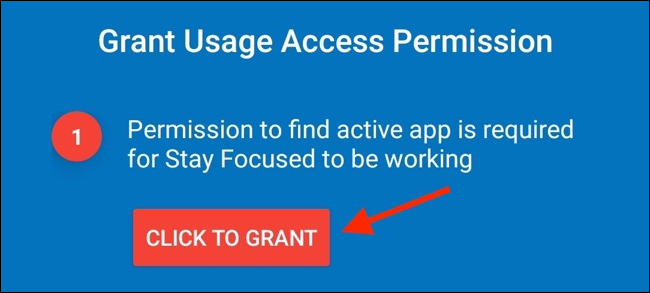 Grant Usage Access Permission
1
Permission to find active app is required
for Stay Focused to be working
CLICK TO GRANT